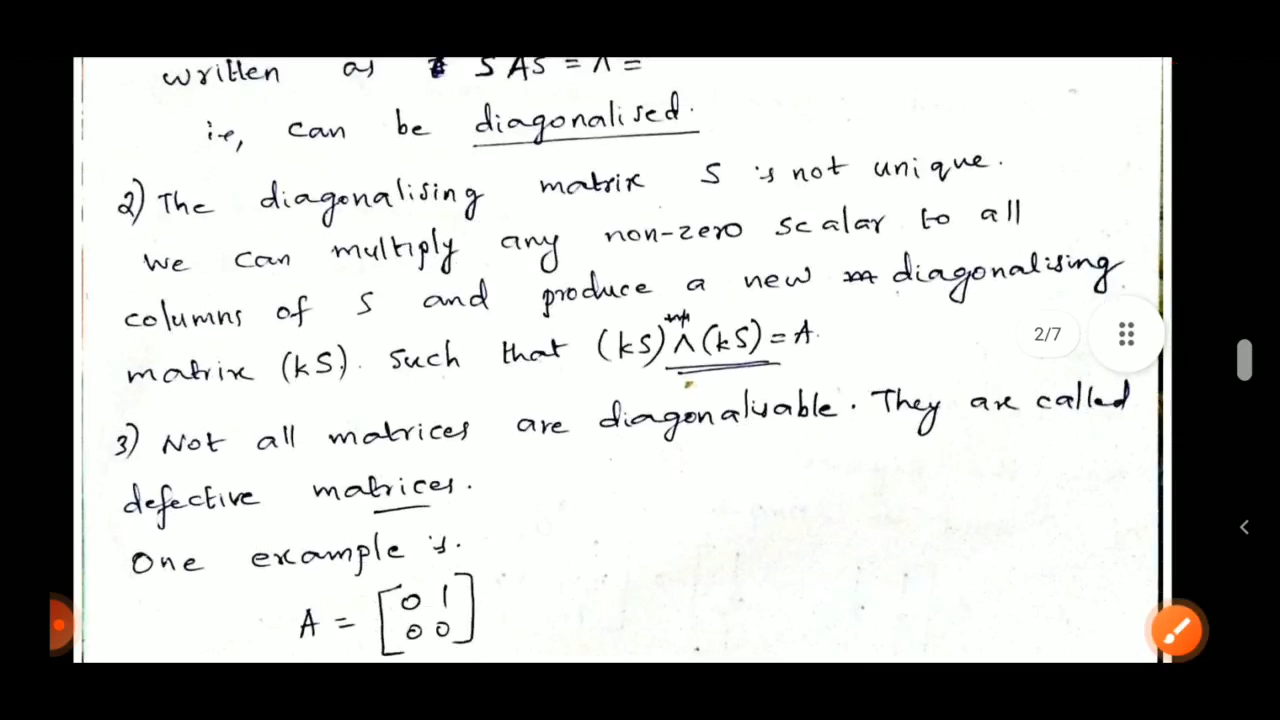 written as S AS = Λ =
i.e, can be diagonalised.
2) The diagonalising matrix S is not unique.
We can multiply any non-zero scalar to all
columns of S and produce a new diagonalising
matrix (kS). Such that (kS) Λ (kS) = A.
2/7
3) Not all matrices are diagonalisable. They are called
defective matrices.
One example is.
A = [0 1
0 0]